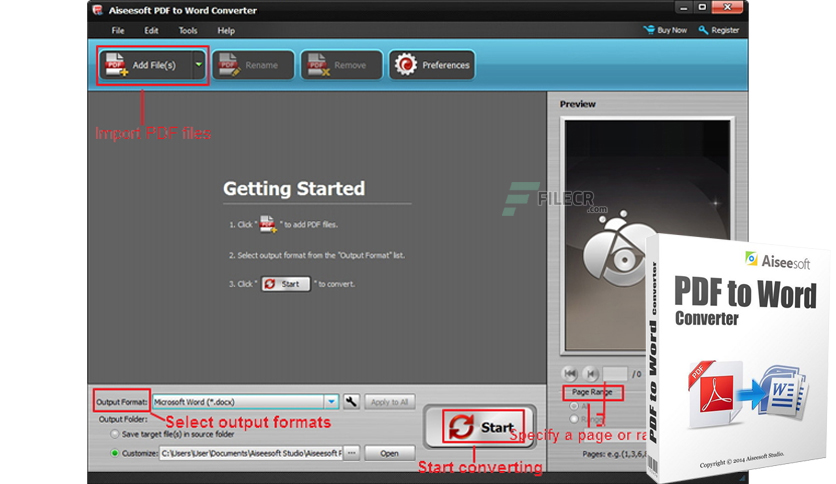 Aiseesoft PDF to Word Converter
File Edit Tools Help
Buy Now Register
Add File(s) Rename Remove Preferences
Import PDF files
Preview
Getting Started
1. Click " " to add PDF files.
2. Select output format from the "Output Format" list.
3. Click " Start " to convert.
FILECR
.com
/ 0
Output Format: Microsoft Word (*.docx) Apply to All
Select output formats
Output Folder:
Save target file(s) in source folder
Customize: C:\Users\User\Documents\Aiseesoft Studio\Aiseesoft P ... Open
Start
Start converting
Page Range
Specify a page or ra
Pages: e.g.(1,3,6,
Aiseesoft
PDF to Word
Converter
PDF to Word Converter
PDF
W
Copyright © 2014 Aiseesoft Studio.